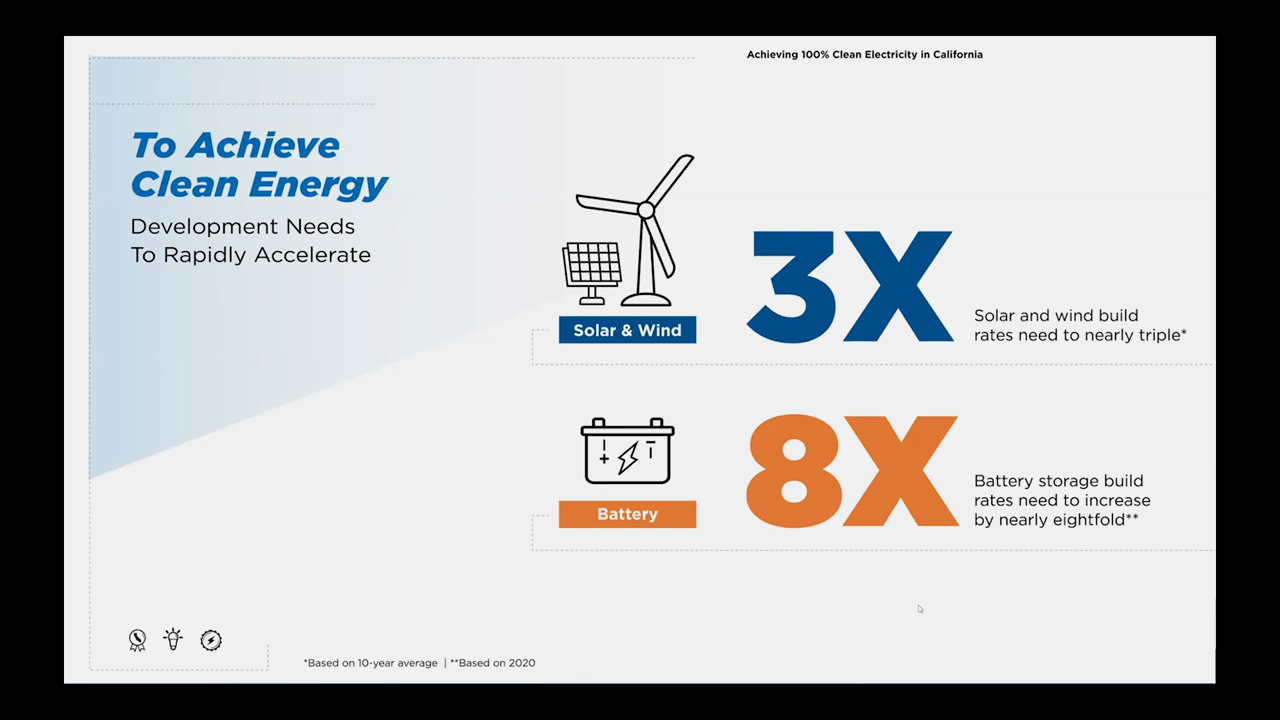 Achieving 100% Clean Electricity in California
To Achieve
Clean Energy
Development Needs
To Rapidly Accelerate
Solar & Wind
3X
Solar and wind build
rates need to nearly triple*
Battery
8X
Battery storage build
rates need to increase
by nearly eightfold**
*Based on 10-year average | **Based on 2020